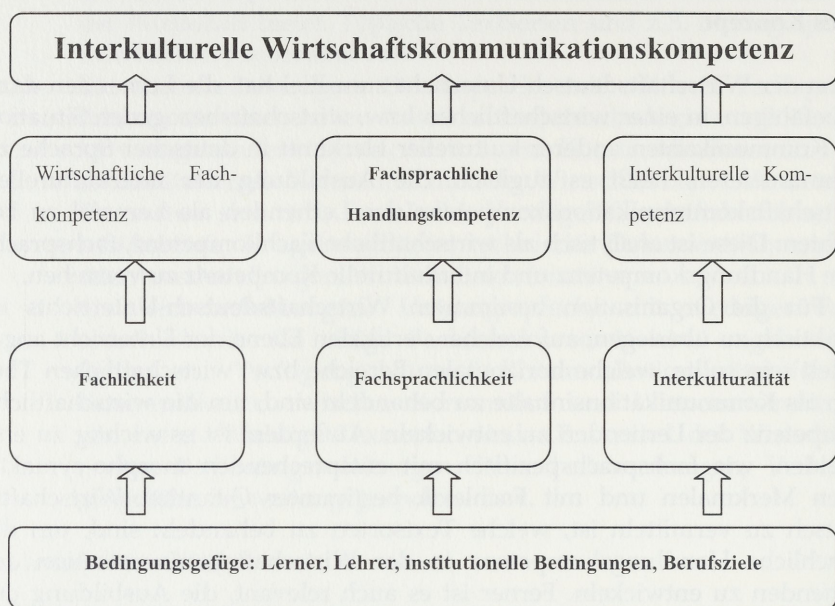 Interkulturelle Wirtschaftskommunikationskompetenz
Wirtschaftliche Fach-
kompetenz
Fachsprachliche
Handlungskompetenz
Interkulturelle Kom-
petenz
Fachlichkeit
Fachsprachlichkeit
Interkulturalität
Bedingungsgefüge: Lerner, Lehrer, institutionelle Bedingungen, Berufsziele